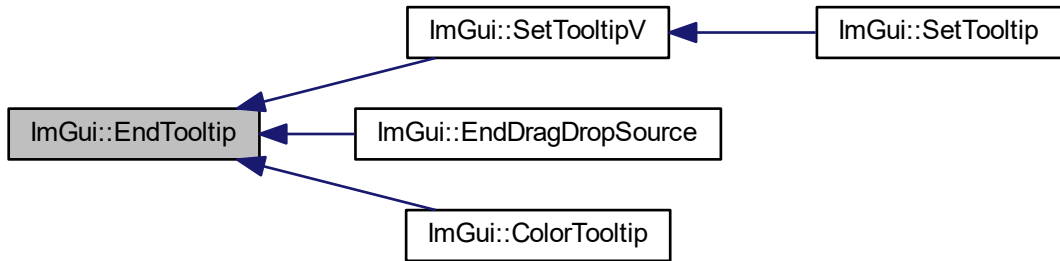 ImGui::SetTooltipV
ImGui::SetTooltip
ImGui::EndTooltip
ImGui::EndDragDropSource
ImGui::ColorTooltip